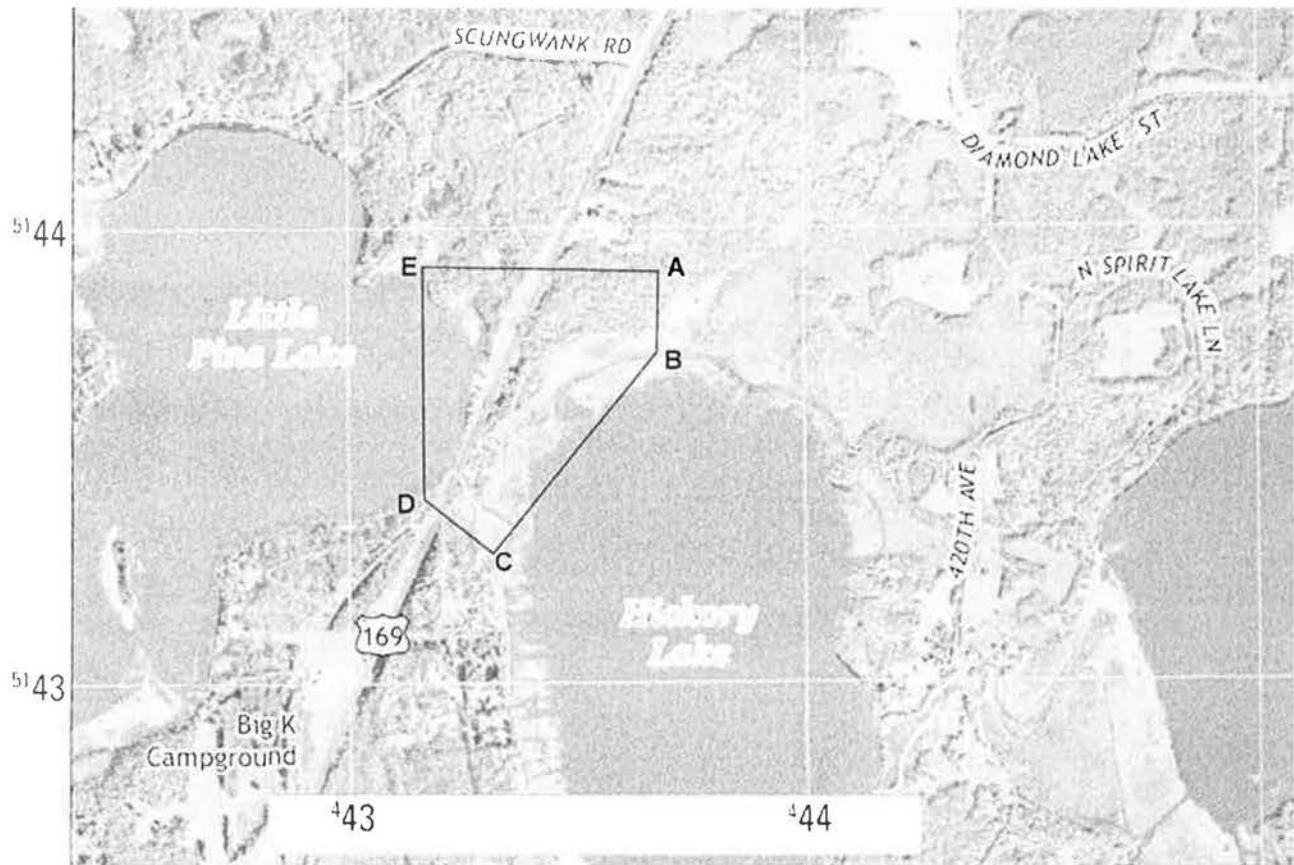 SCUNGWANK RD
DIAMOND LAKE ST
5144
E
A
N SPIRIT LAKE LN
Little
Pine Lake
B
D
420TH AVE
C
Hickory
Lake
169
5143
Big K
Campground
443
444